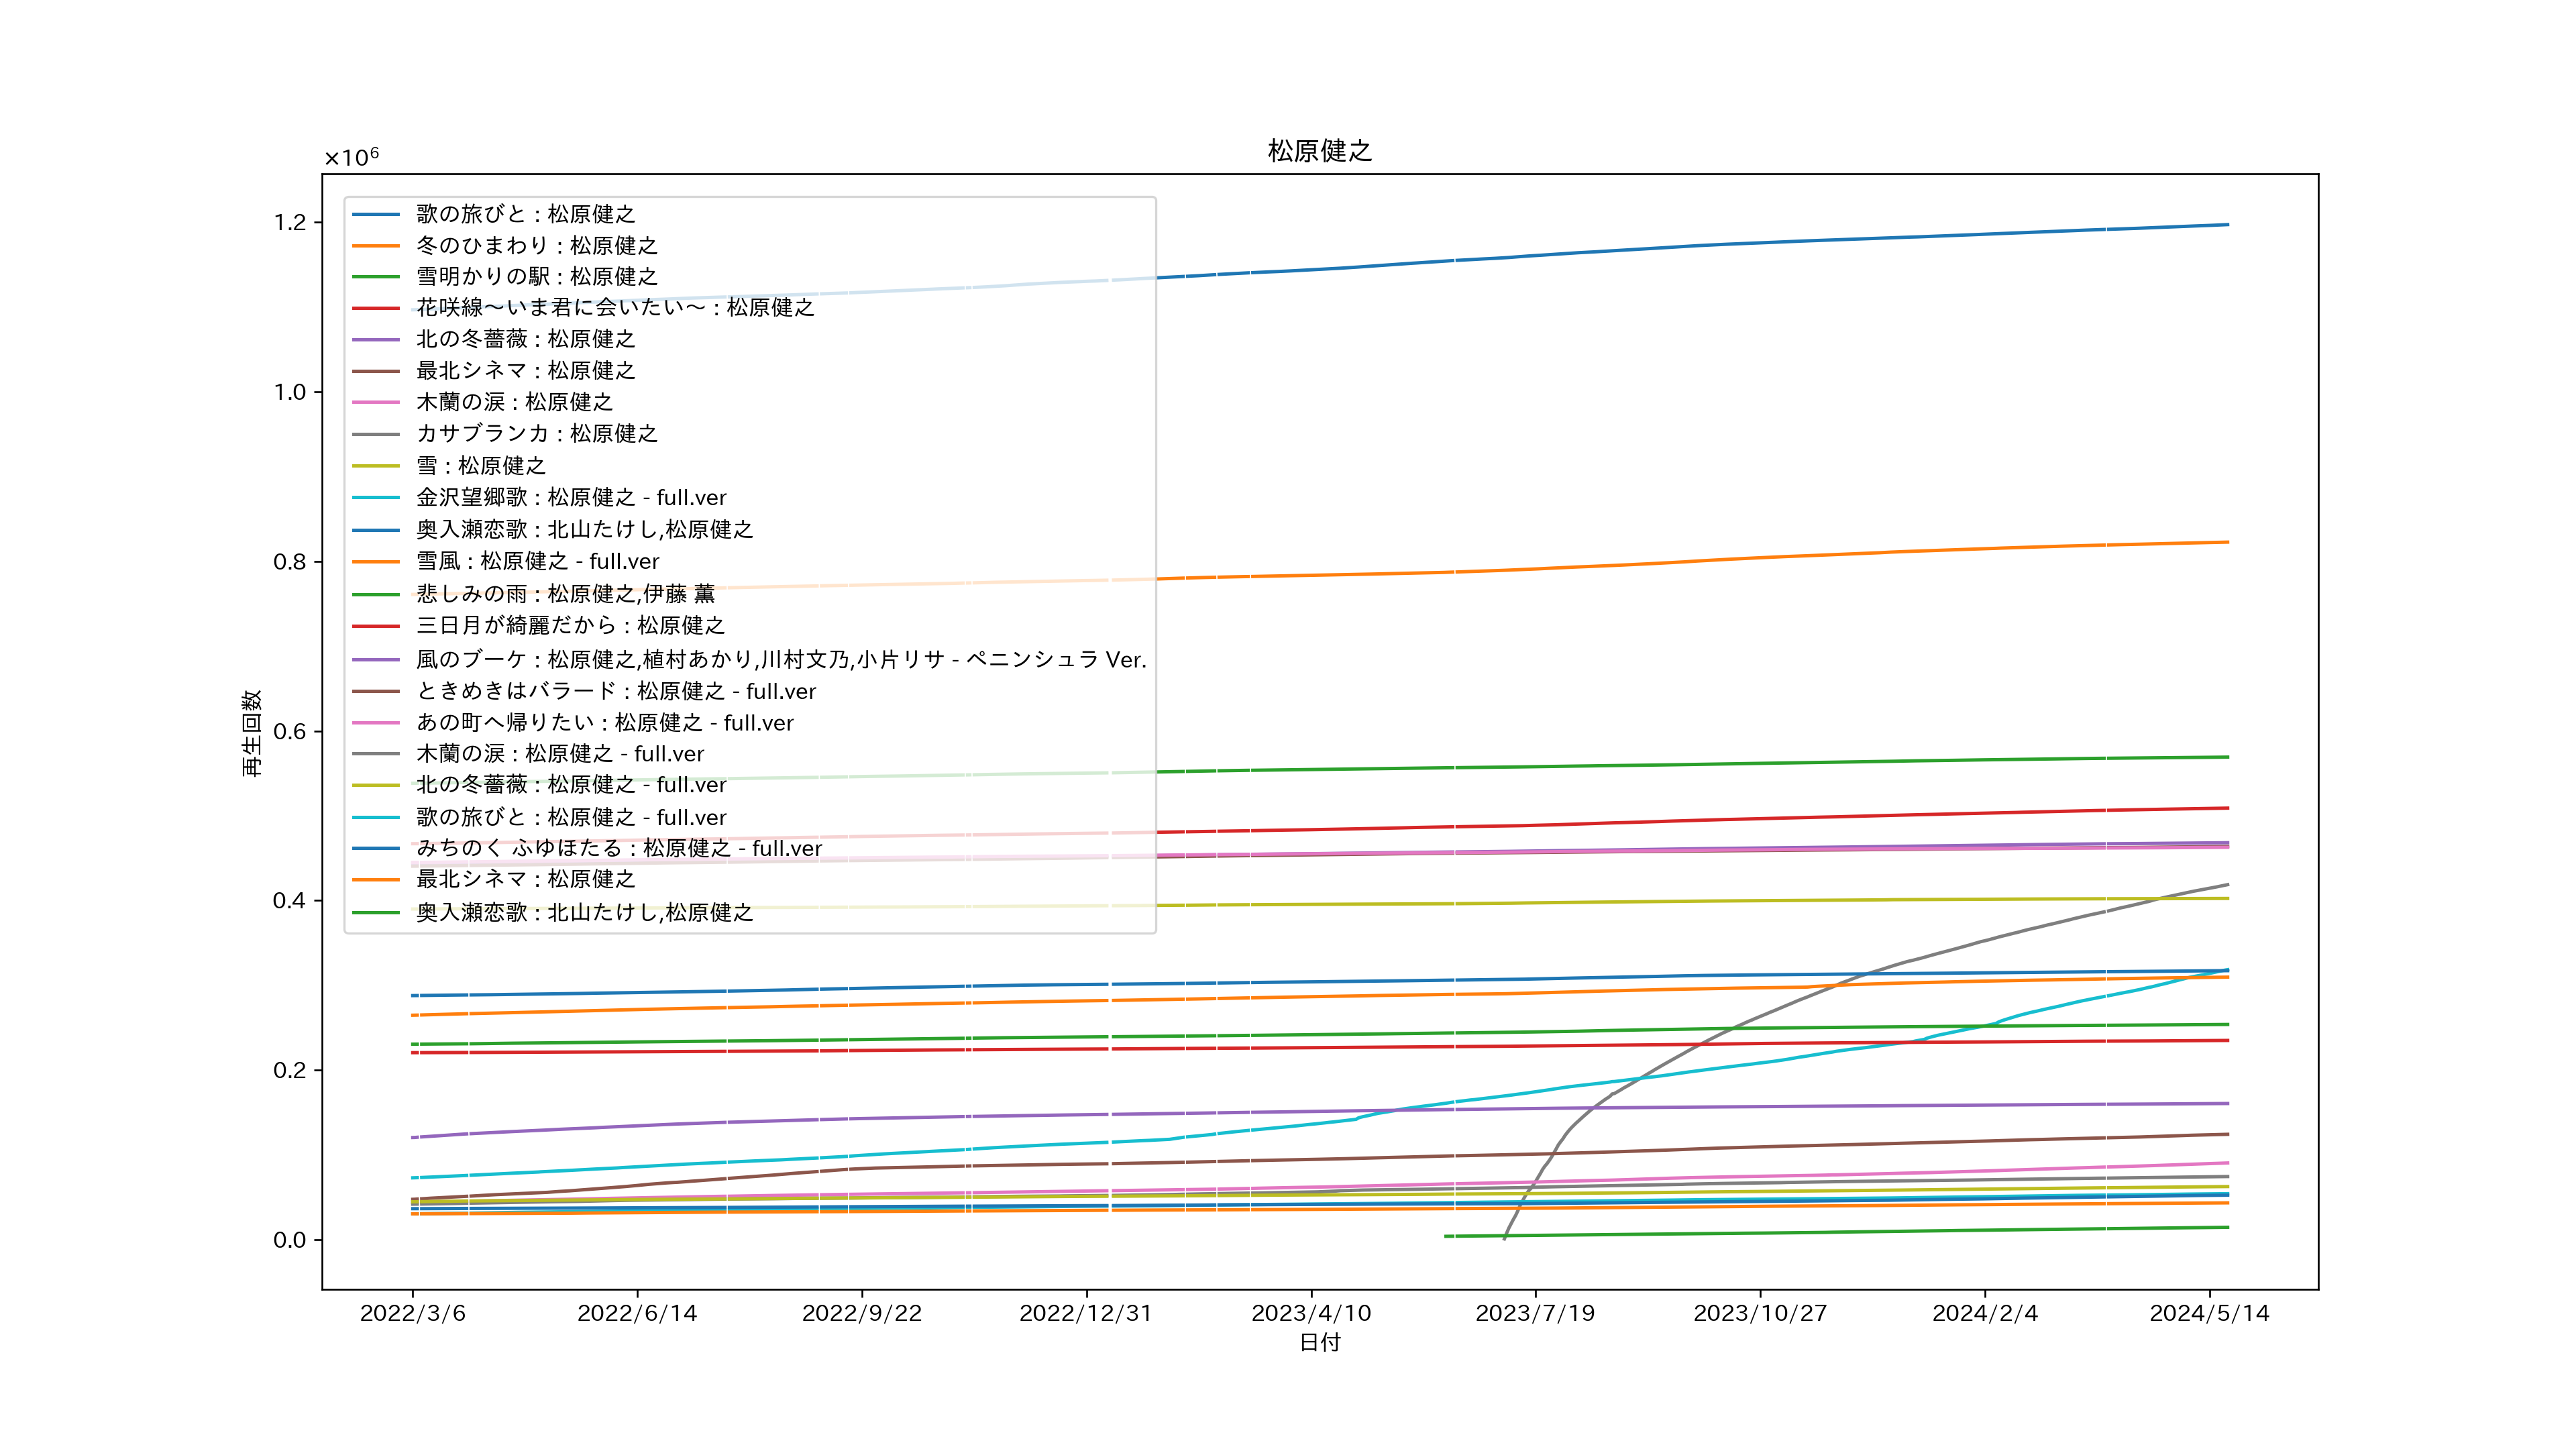 松原健之
×10⁶
1.2
1.0
0.8
0.6
0.4
0.2
0.0
再生回数
歌の旅びと : 松原健之
冬のひまわり : 松原健之
雪明かりの駅 : 松原健之
花咲線〜いま君に会いたい〜 : 松原健之
北の冬薔薇 : 松原健之
最北シネマ : 松原健之
木蘭の涙 : 松原健之
カサブランカ : 松原健之
雪 : 松原健之
金沢望郷歌 : 松原健之 - full.ver
奥入瀬恋歌 : 北山たけし,松原健之
雪風 : 松原健之 - full.ver
悲しみの雨 : 松原健之,伊藤 薫
三日月が綺麗だから : 松原健之
風のブーケ : 松原健之,植村あかり,川村文乃,小片リサ - ペニンシュラ Ver.
ときめきはバラード : 松原健之 - full.ver
あの町へ帰りたい : 松原健之 - full.ver
木蘭の涙 : 松原健之 - full.ver
北の冬薔薇 : 松原健之 - full.ver
歌の旅びと : 松原健之 - full.ver
みちのく ふゆほたる : 松原健之 - full.ver
最北シネマ : 松原健之
奥入瀬恋歌 : 北山たけし,松原健之
2022/3/6 2022/6/14 2022/9/22 2022/12/31 2023/4/10 2023/7/19 2023/10/27 2024/2/4 2024/5/14
日付